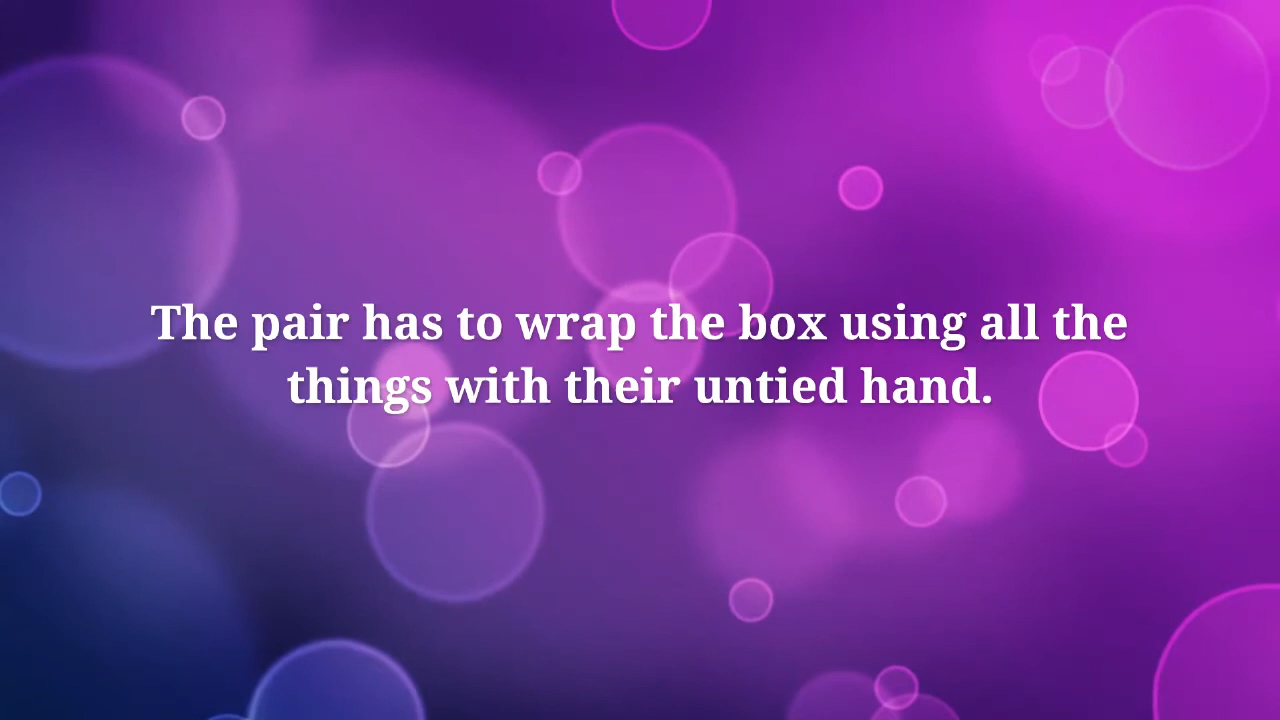 The pair has to wrap the box using all the
things with their untied hand.